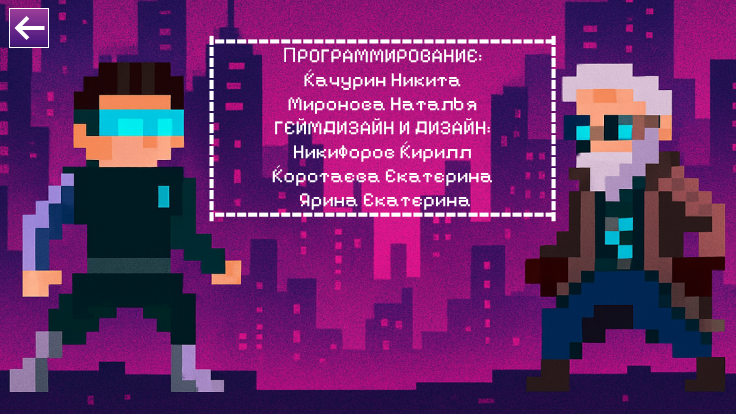 Программирование:
Качурин Никита
Миронова Наталья
ГЕЙМДИЗАЙН И ДИЗАЙН:
Никифоров Кирилл
Коротаева Екатерина
Ярина Екатерина